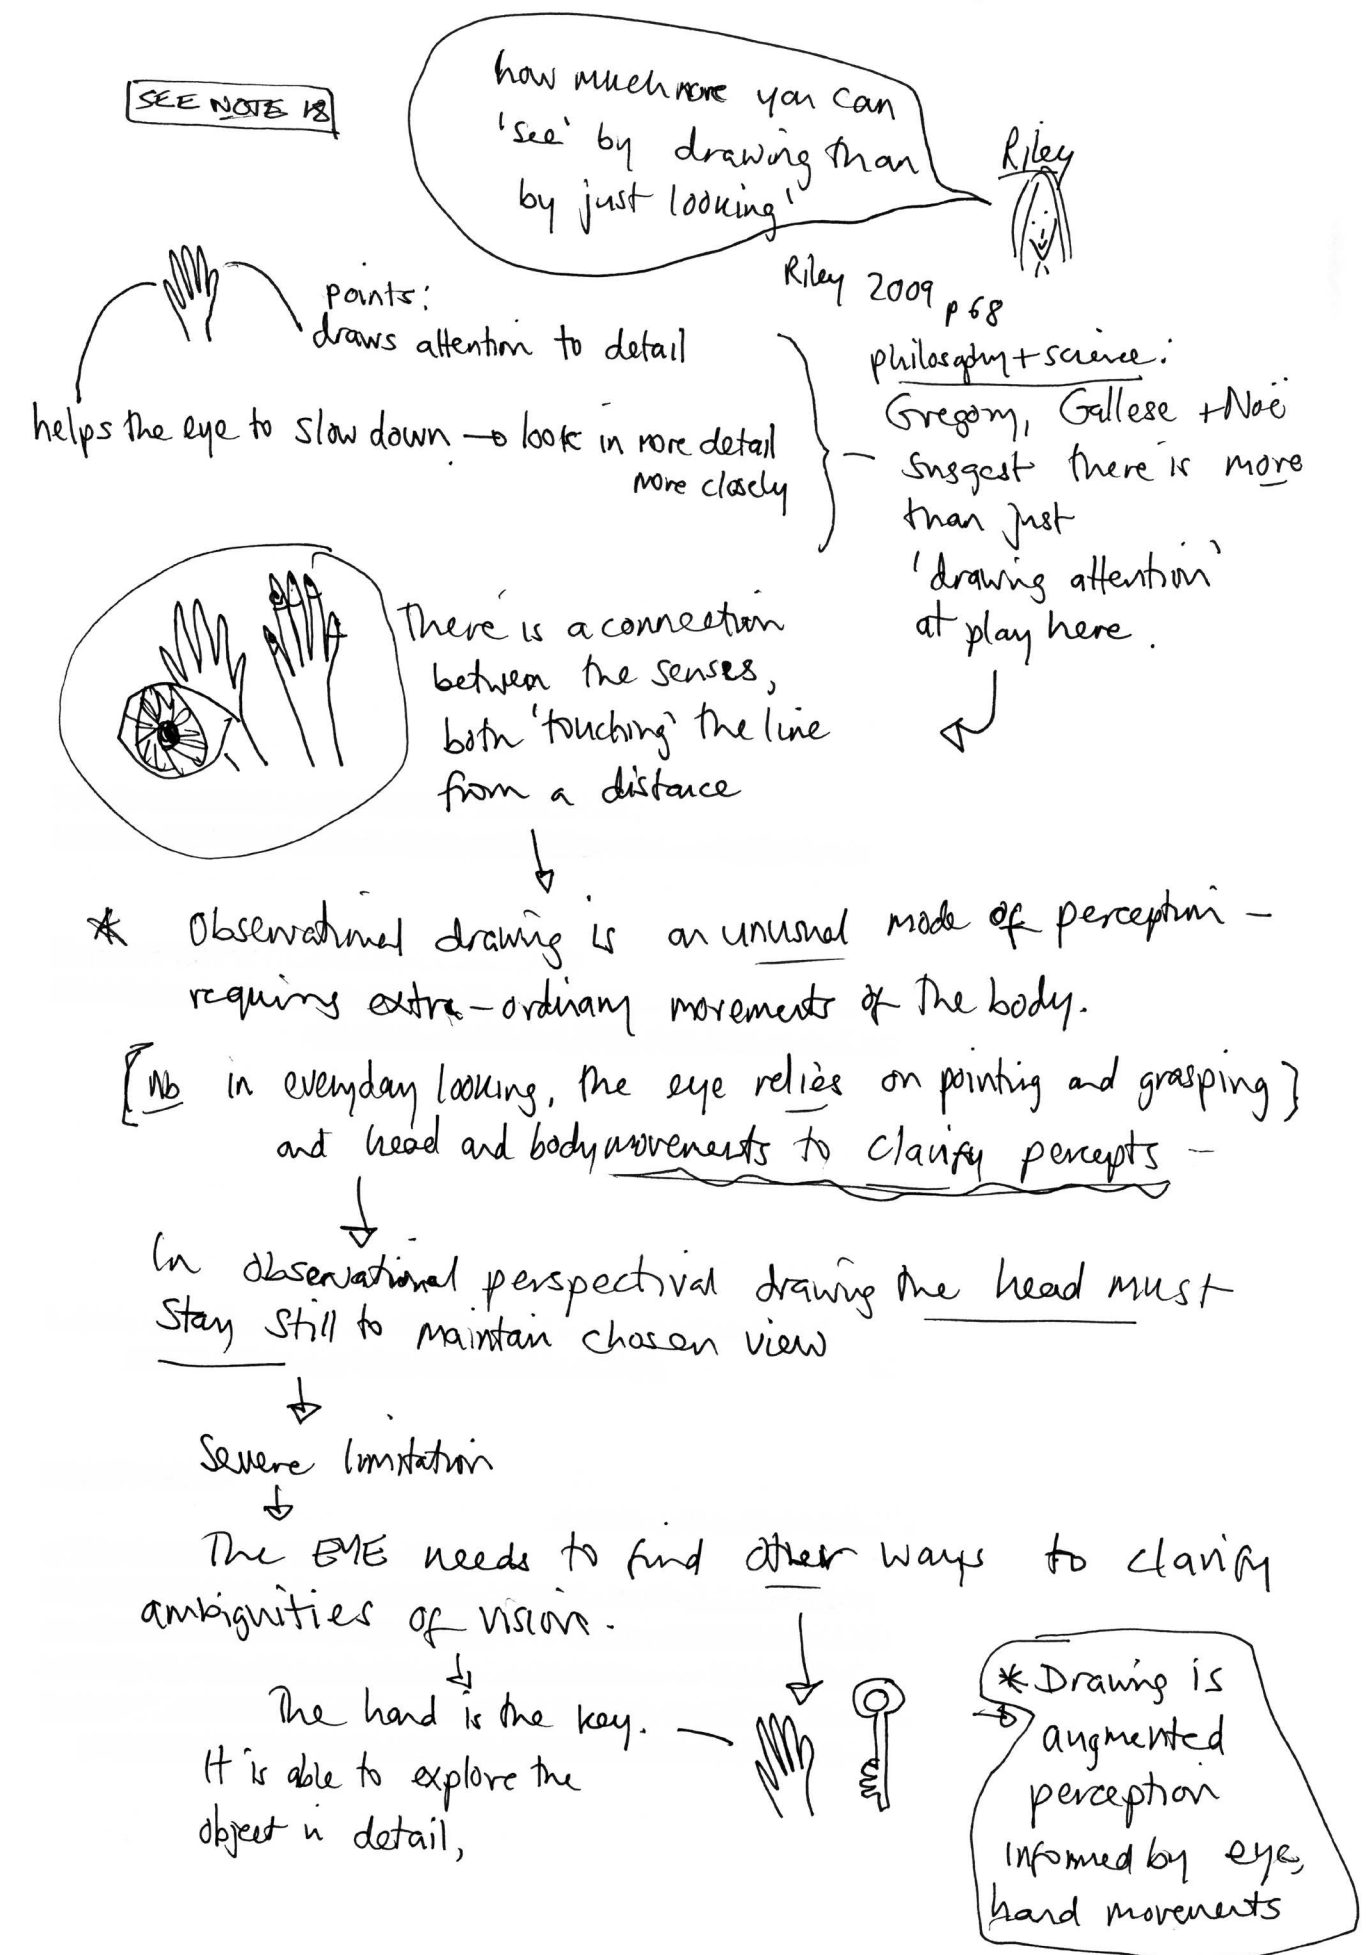 SEE NOTE 18
how much more you can
'see' by drawing than
by just looking'
Riley
Riley 2009 p 68
points:
draws attention to detail
helps the eye to slow down → look in more detail
more closely
philosophy + science:
Gregory, Gallese + Noë
suggest there is more
than just
'drawing attention'
at play here.
There is a connection
between the senses,
both 'touching' the line
from a distance
* Observational drawing is an unusual mode of perception –
requiring extra-ordinary movements of the body.
[Nb in everyday looking, the eye relies on pointing and grasping]
and head and body movements to clarify percepts –
In observational perspectival drawing the head must
stay still to maintain chosen view
Severe limitation
The EYE needs to find other ways to clarify
ambiguities of vision.
The hand is the key.
It is able to explore the
object in detail,
* Drawing is
augmented
perception
informed by eye,
hand movements